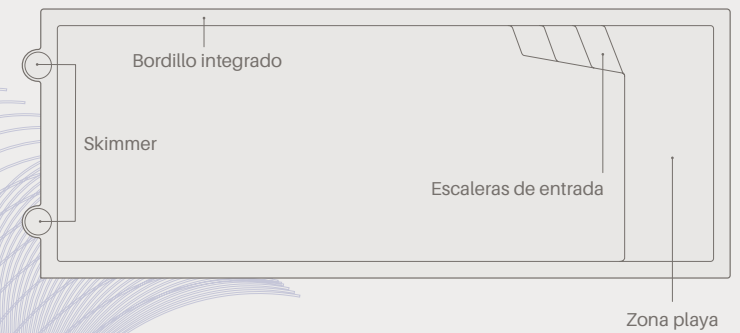 Bordillo integrado
Skimmer
Escaleras de entrada
Zona playa